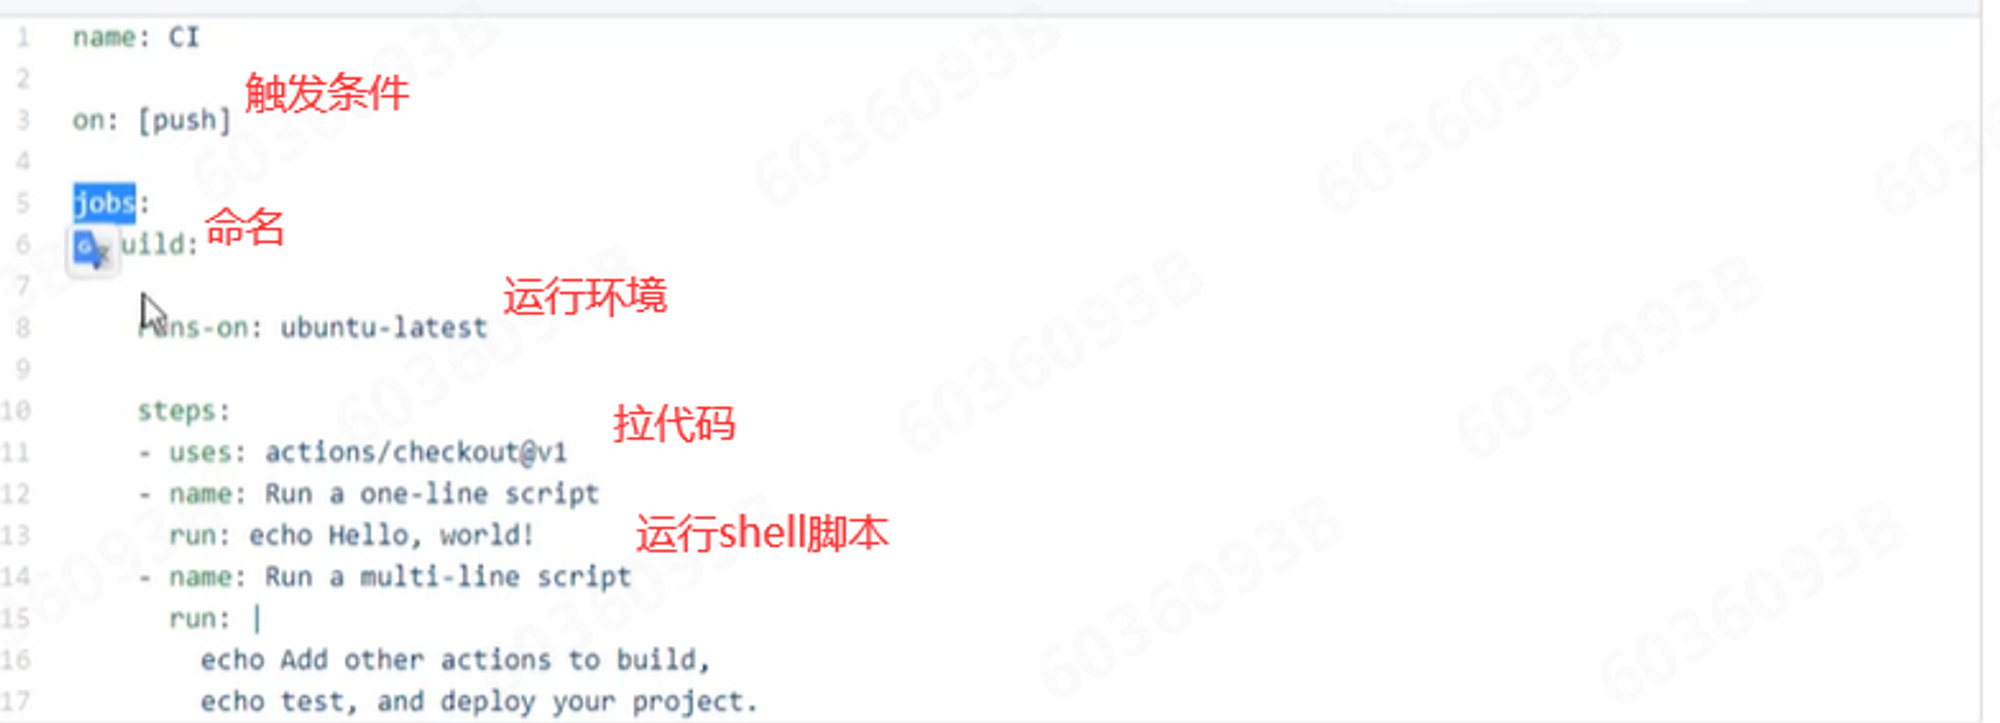 1 name: CI
2
触发条件
3 on: [push]
4
5 jobs:
命名
6 uild:
7
运行环境
8 uns-on: ubuntu-latest
9
10 steps:
拉代码
11 - uses: actions/checkout@v1
12 - name: Run a one-line script
13 run: echo Hello, world!
运行shell脚本
14 - name: Run a multi-line script
15 run: |
16 echo Add other actions to build,
17 echo test, and deploy your project.
6036093B